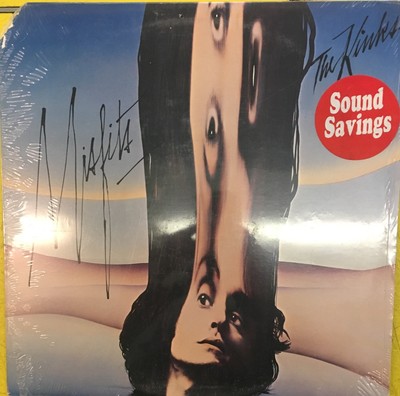 The Kinks
Sound
Savings
Misfits